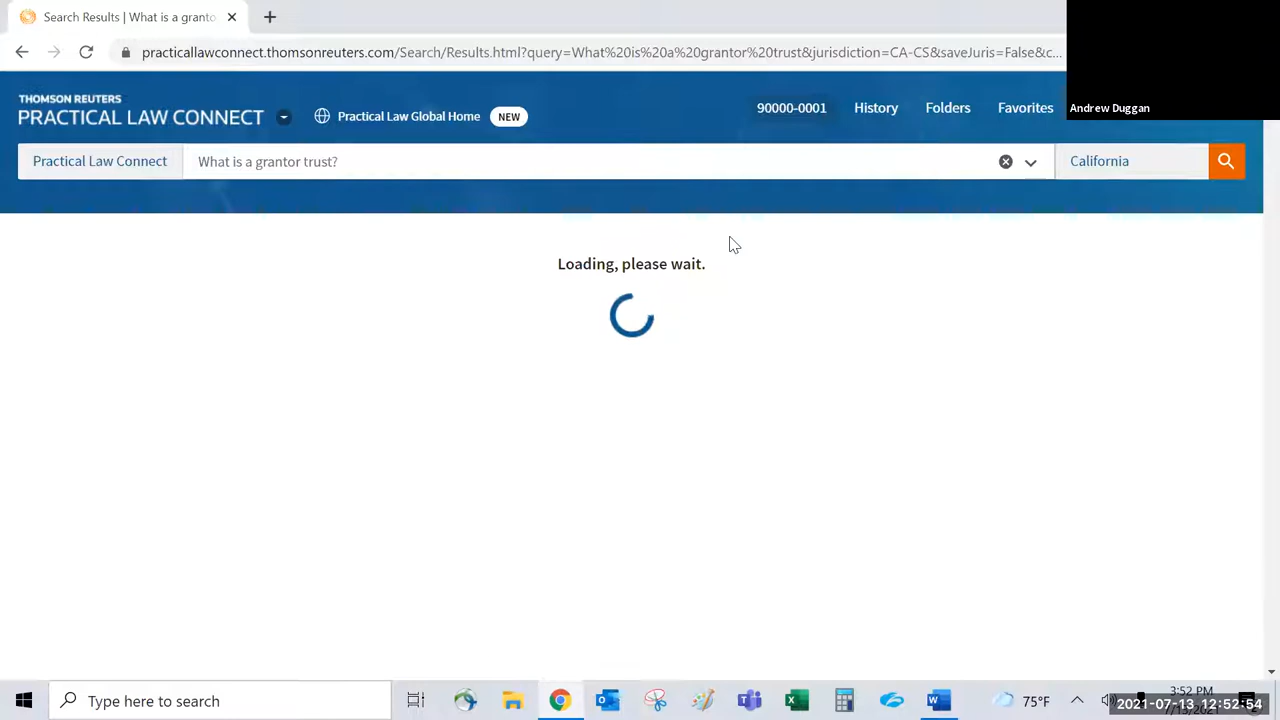 Search Results | What is a granto
practicallawconnect.thomsonreuters.com/Search/Results.html?query=What%20is%20a%20grantor%20trust&jurisdiction=CA-CS&saveJuris=False&c...
Andrew Duggan
THOMSON REUTERS
PRACTICAL LAW CONNECT
Practical Law Global Home NEW
90000-0001 History Folders Favorites
Practical Law Connect What is a grantor trust? California
Loading, please wait.
Type here to search
75°F
3:52 PM
2021-07-13 12:52:54